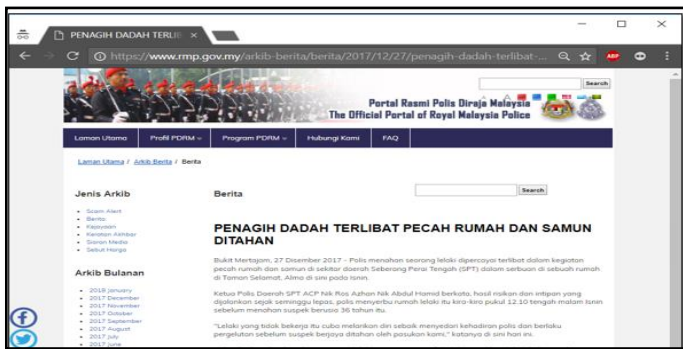 PENAGIH DADAH TERLI
https://www.rmp.gov.my/arkib-berita/berita/2017/12/27/penagih-dadah-terlibat-...
ABP
Search
Portal Rasmi Polis Diraja Malaysia
The Official Portal of Royal Malaysia Police
Laman Utama Profil PDRM Program PDRM Hubungi Kami FAQ
Laman Utama / Arkib Berita / Berita
Jenis Arkib
Scam Alert
Berita
Kejayaan
Keratan Akhbar
Siaran Media
Sebut Harga
Arkib Bulanan
2018 January
2017 December
2017 November
2017 October
2017 September
2017 August
2017 July
2017 June
Berita
Search
PENAGIH DADAH TERLIBAT PECAH RUMAH DAN SAMUN
DITAHAN
Bukit Mertajam, 27 Disember 2017 - Polis menahan seorang lelaki dipercayai terlibat dalam kegiatan
pecah rumah dan samun di sekitar daerah Seberang Perai Tengah (SPT) dalam serbuan di sebuah rumah
di Taman Selamat, Alma di sini pada Isnin.
Ketua Polis Daerah SPT ACP Nik Ros Azhan Nik Abdul Hamid berkata, hasil risikan dan intipan yang
dijalankan sejak seminggu lepas, polis menyerbu rumah lelaki itu kira-kira pukul 12.10 tengah malam Isnin
sebelum menahan suspek berusia 36 tahun itu.
"Lelaki yang tidak bekerja itu cuba melarikan diri sebaik menyedari kehadiran polis dan berlaku
pergelutan sebelum suspek berjaya ditahan oleh pasukan kami," katanya di sini hari ini.